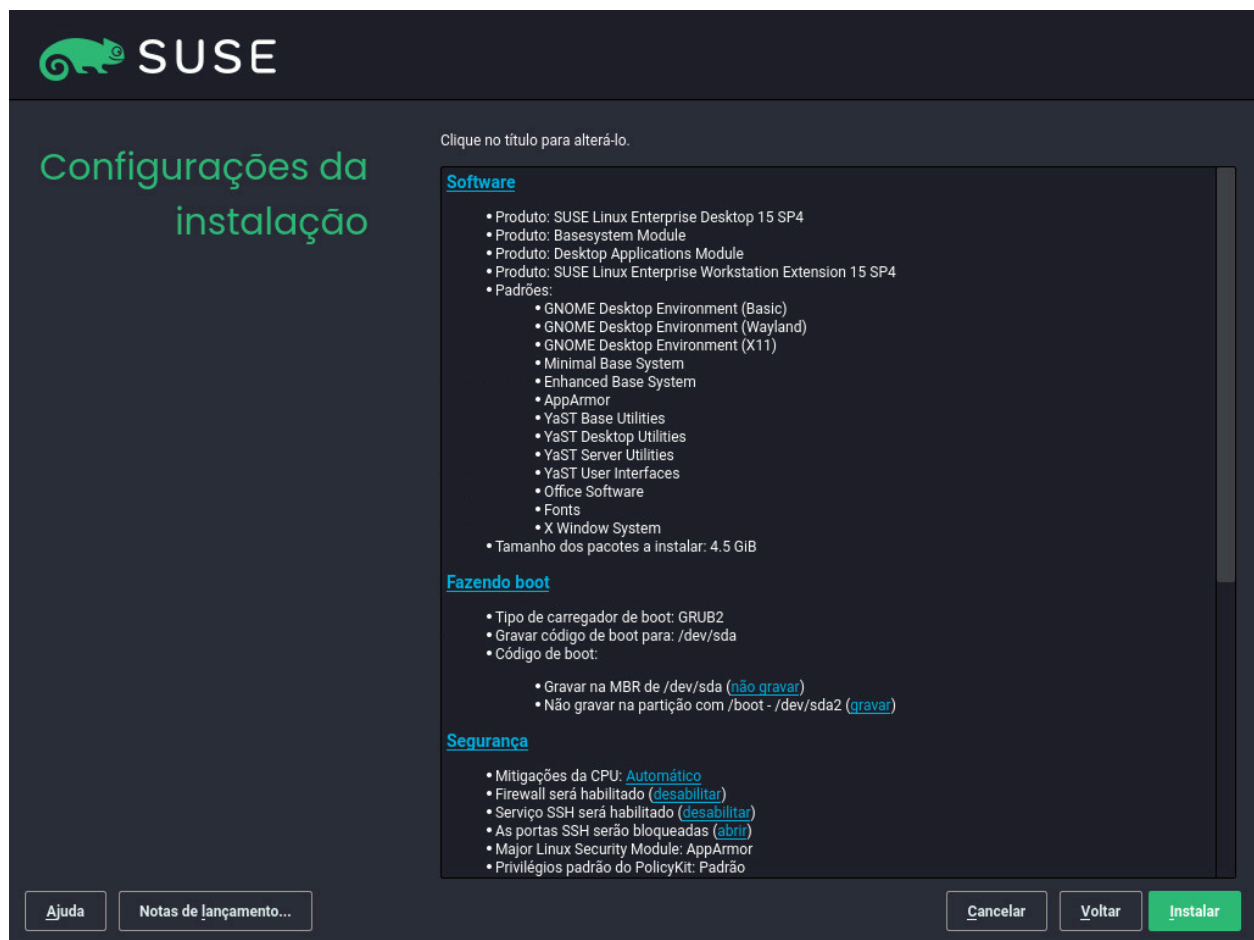 SUSE
Configurações da
instalação
Clique no título para alterá-lo.
Software
• Produto: SUSE Linux Enterprise Desktop 15 SP4
• Produto: Basesystem Module
• Produto: Desktop Applications Module
• Produto: SUSE Linux Enterprise Workstation Extension 15 SP4
• Padrões:
• GNOME Desktop Environment (Basic)
• GNOME Desktop Environment (Wayland)
• GNOME Desktop Environment (X11)
• Minimal Base System
• Enhanced Base System
• AppArmor
• YaST Base Utilities
• YaST Desktop Utilities
• YaST Server Utilities
• YaST User Interfaces
• Office Software
• Fonts
• X Window System
• Tamanho dos pacotes a instalar: 4.5 GiB
Fazendo boot
• Tipo de carregador de boot: GRUB2
• Gravar código de boot para: /dev/sda
• Código de boot:
• Gravar na MBR de /dev/sda (não gravar)
• Não gravar na partição com /boot - /dev/sda2 (gravar)
Segurança
• Mitigações da CPU: Automático
• Firewall será habilitado (desabilitar)
• Serviço SSH será habilitado (desabilitar)
• As portas SSH serão bloqueadas (abrir)
• Major Linux Security Module: AppArmor
• Privilégios padrão do PolicyKit: Padrão
Ajuda Notas de lançamento... Cancelar Voltar Instalar